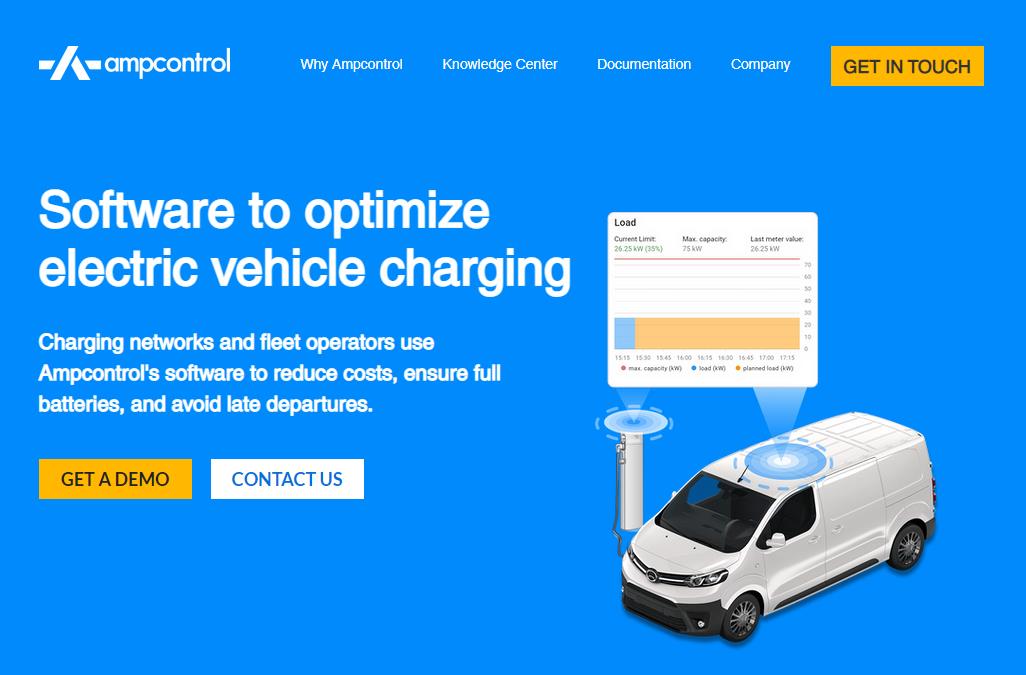 ampcontrol
Why Ampcontrol
Knowledge Center
Documentation
Company
GET IN TOUCH
Software to optimize
electric vehicle charging
Charging networks and fleet operators use
Ampcontrol's software to reduce costs, ensure full
batteries, and avoid late departures.
GET A DEMO
CONTACT US
Load
Current Limit: Max. capacity: Last meter value:
26.25 kW (35%) 75 kW 26.25 kW
70
60
50
40
30
20
10
0
15:15 15:30 15:45 16:00 16:15 16:30 16:45 17:00 17:15
max. capacity (kW) load (kW) planned load (kW)